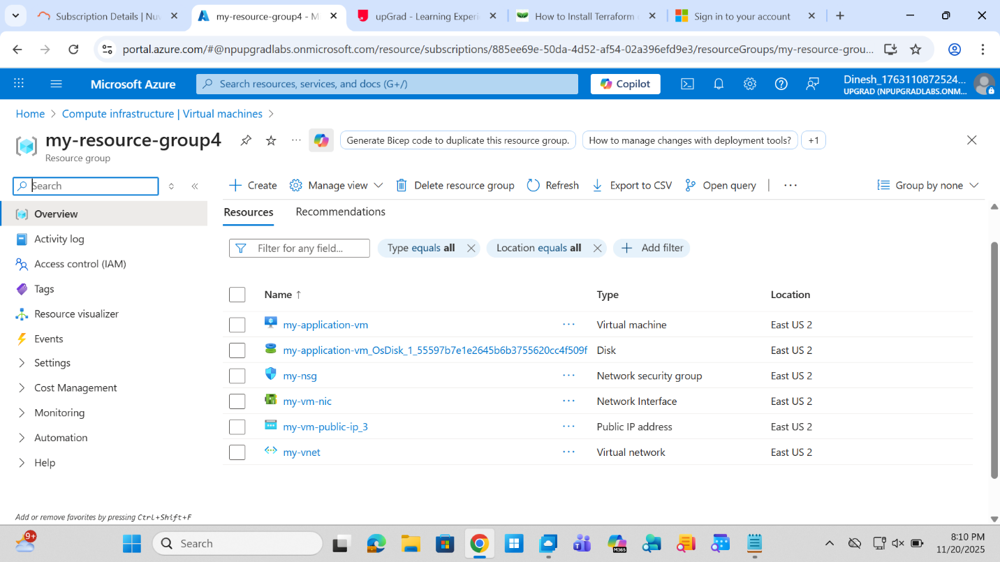 Subscription Details | Nuv
my-resource-group4 - M
upGrad - Learning Experi
How to Install Terraform
Sign in to your account
portal.azure.com/#@npupgradlabs.onmicrosoft.com/resource/subscriptions/885ee69e-50da-4d52-af54-02a396efd9e3/resourceGroups/my-resource-grou...
Microsoft Azure
Search resources, services, and docs (G+/)
Copilot
Dinesh_1763110872524...
UPGRAD (NPUPGRADLABS.ONM...
Home > Compute infrastructure | Virtual machines >
my-resource-group4
Resource group
Generate Bicep code to duplicate this resource group.
How to manage changes with deployment tools?
+1
Search
Create
Manage view
Delete resource group
Refresh
Export to CSV
Open query
Group by none
Overview
Activity log
Access control (IAM)
Tags
Resource visualizer
Events
Settings
Cost Management
Monitoring
Automation
Help
Add or remove favorites by pressing Ctrl+Shift+F
Resources
Recommendations
Filter for any field...
Type equals all
Location equals all
Add filter
Name ↑ Type Location
my-application-vm ... Virtual machine East US 2
my-application-vm_OsDisk_1_55597b7e1e2645b6b3755620cc4f509f Disk East US 2
my-nsg ... Network security group East US 2
my-vm-nic ... Network Interface East US 2
my-vm-public-ip_3 ... Public IP address East US 2
my-vnet ... Virtual network East US 2
9+
Search
M365
8:10 PM
11/20/2025